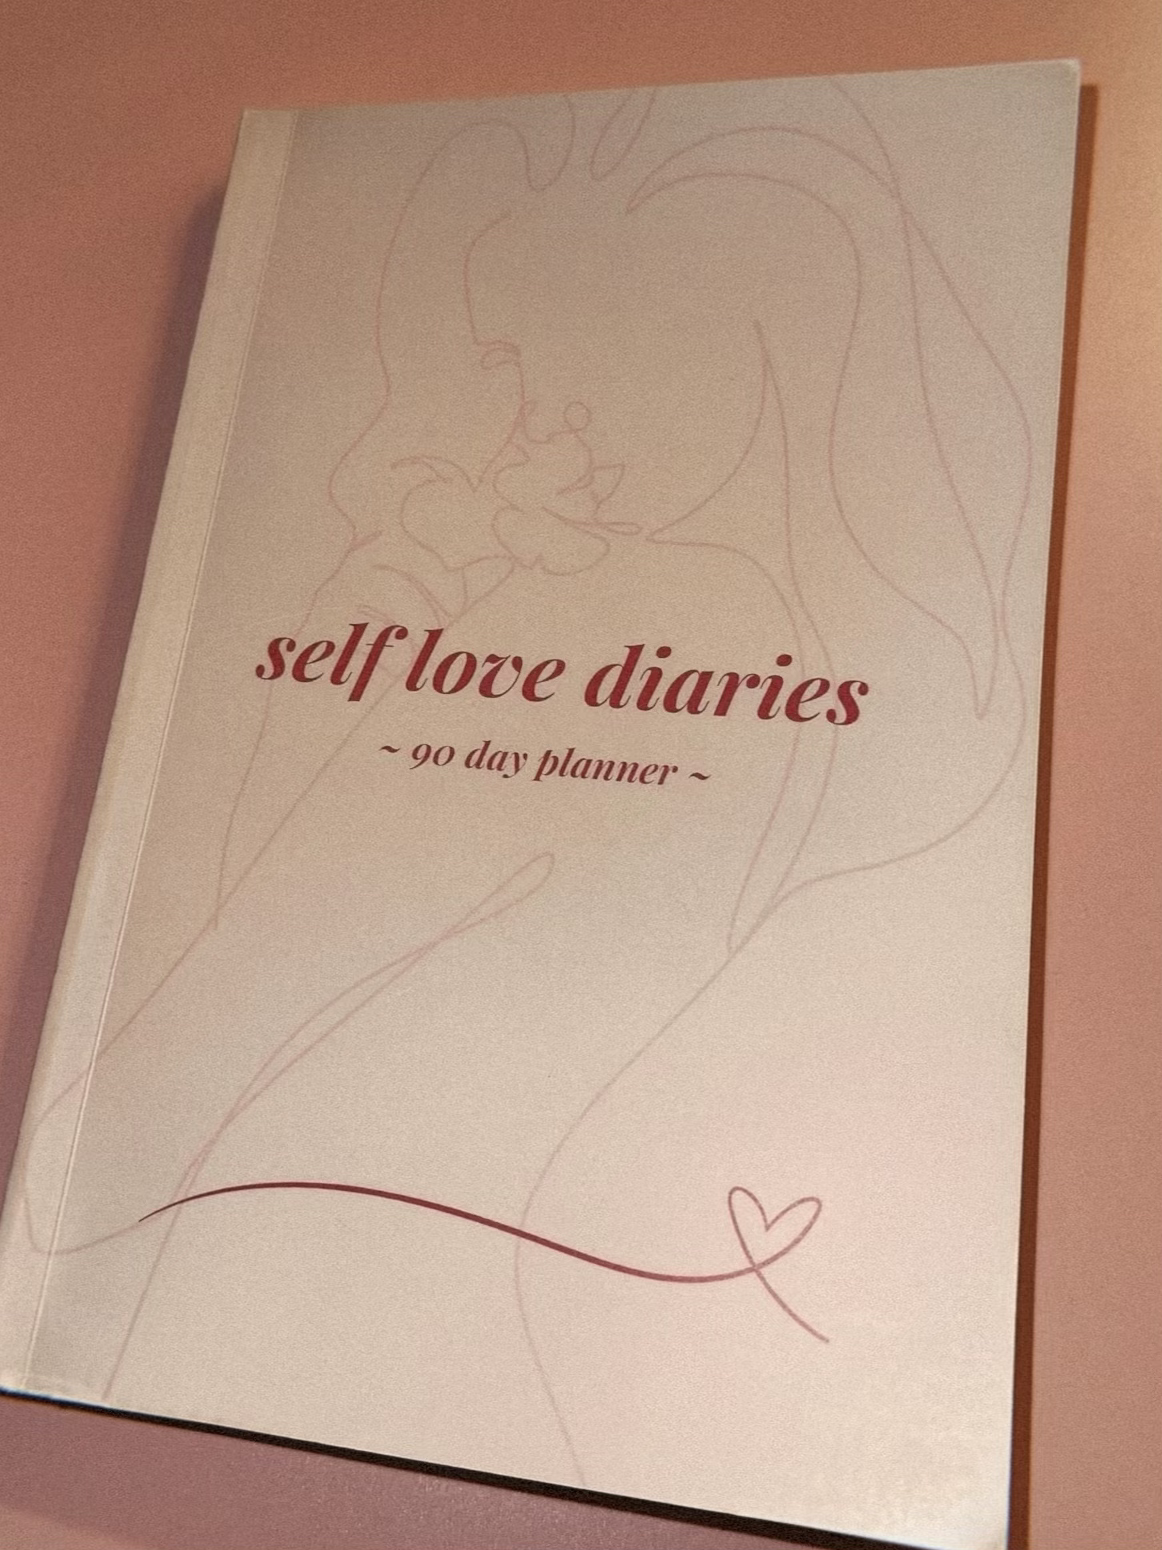 self love diaries
~ 90 day planner ~